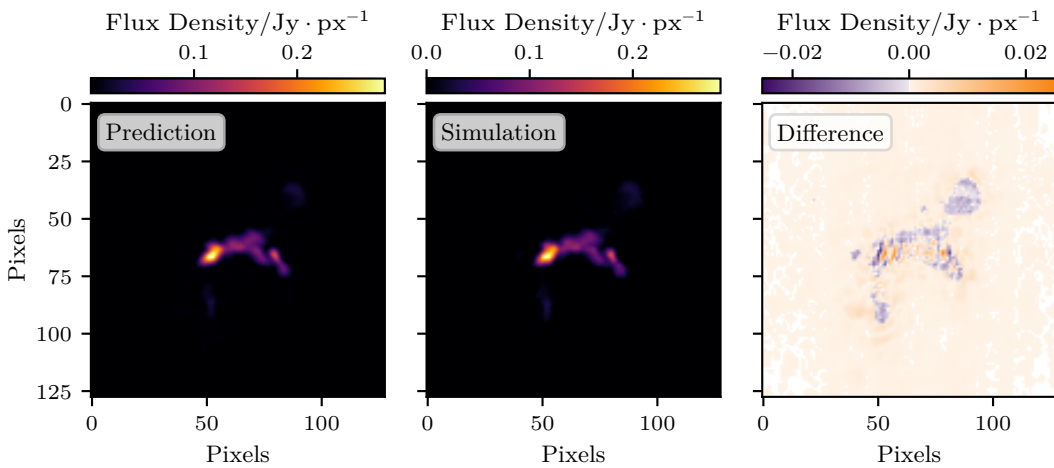 Flux Density/Jy · px⁻¹
0.1 0.2
Prediction
0
25
50
75
100
125
Pixels
0 50 100
Pixels
Flux Density/Jy · px⁻¹
0.0 0.1 0.2
Simulation
0 50 100
Pixels
Flux Density/Jy · px⁻¹
−0.02 0.00 0.02
Difference
0 50 100
Pixels